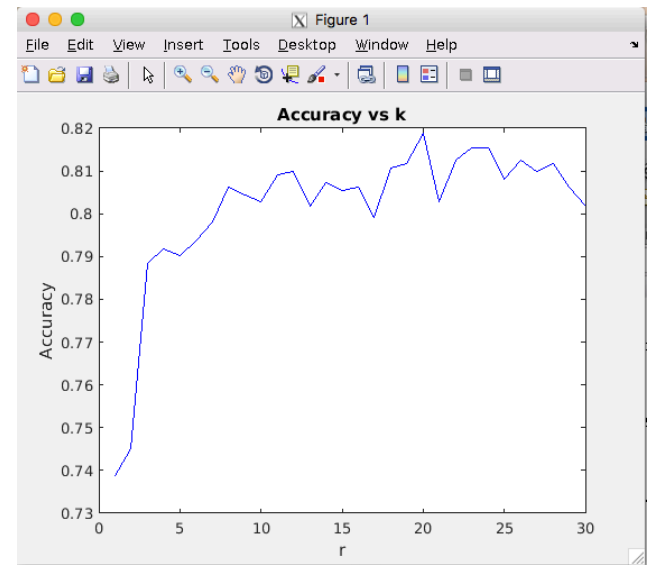 Figure 1
File Edit View Insert Tools Desktop Window Help
Accuracy vs k
0.82
0.81
0.8
0.79
0.78
0.77
0.76
0.75
0.74
0.73
Accuracy
0 5 10 15 20 25 30
r